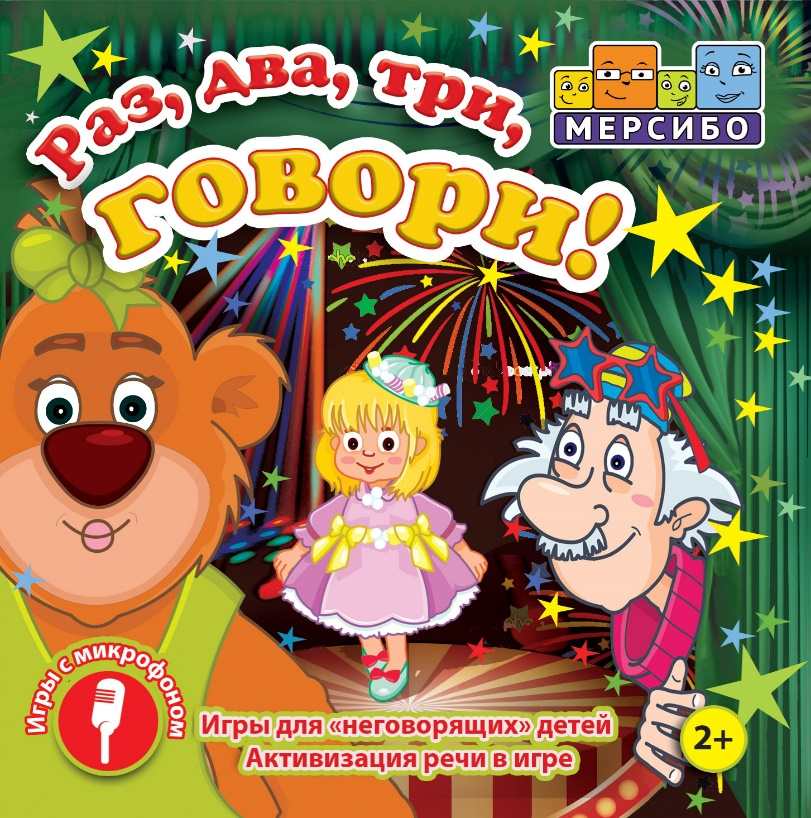 Раз, два, три,
говори!
МЕРСИБО
Игры с микрофоном
Игры для «неговорящих» детей
Активизация речи в игре
2+